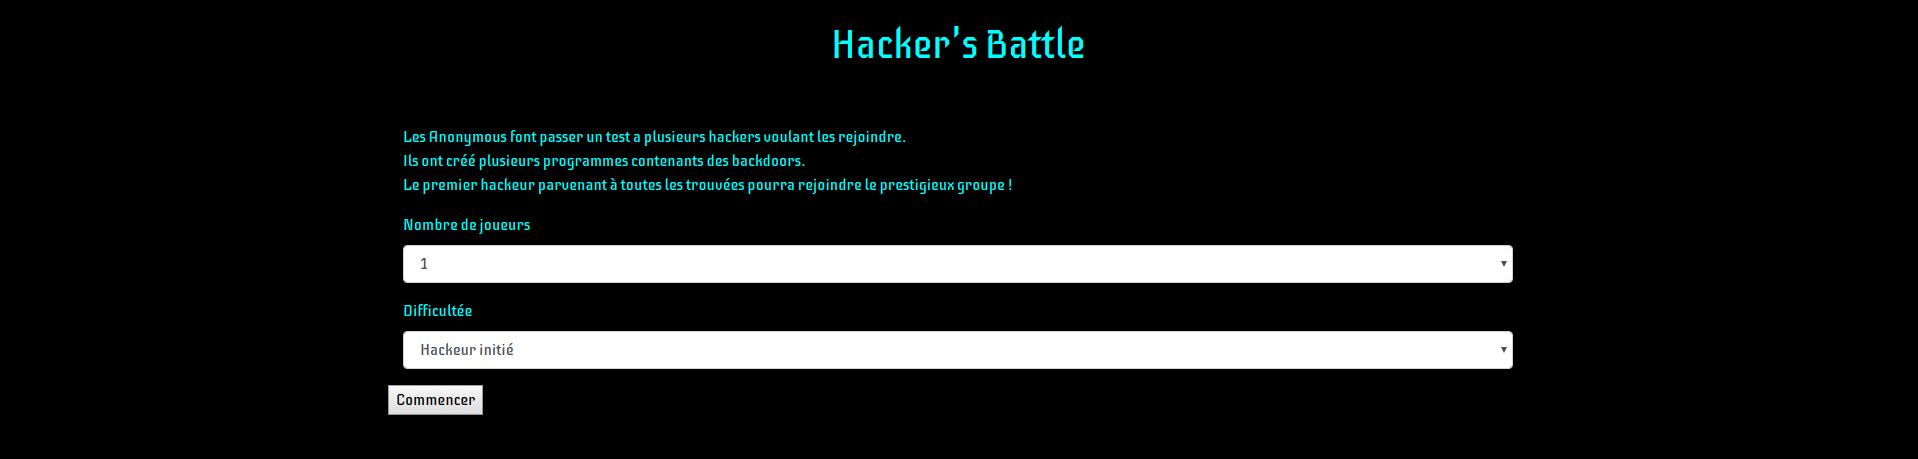 Hacker's Battle
Les Anonymous font passer un test a plusieurs hackers voulant les rejoindre.
Ils ont créé plusieurs programmes contenants des backdoors.
Le premier hackeur parvenant à toutes les trouvées pourra rejoindre le prestigieux groupe !
Nombre de joueurs
1
Difficultée
Hackeur initié
Commencer